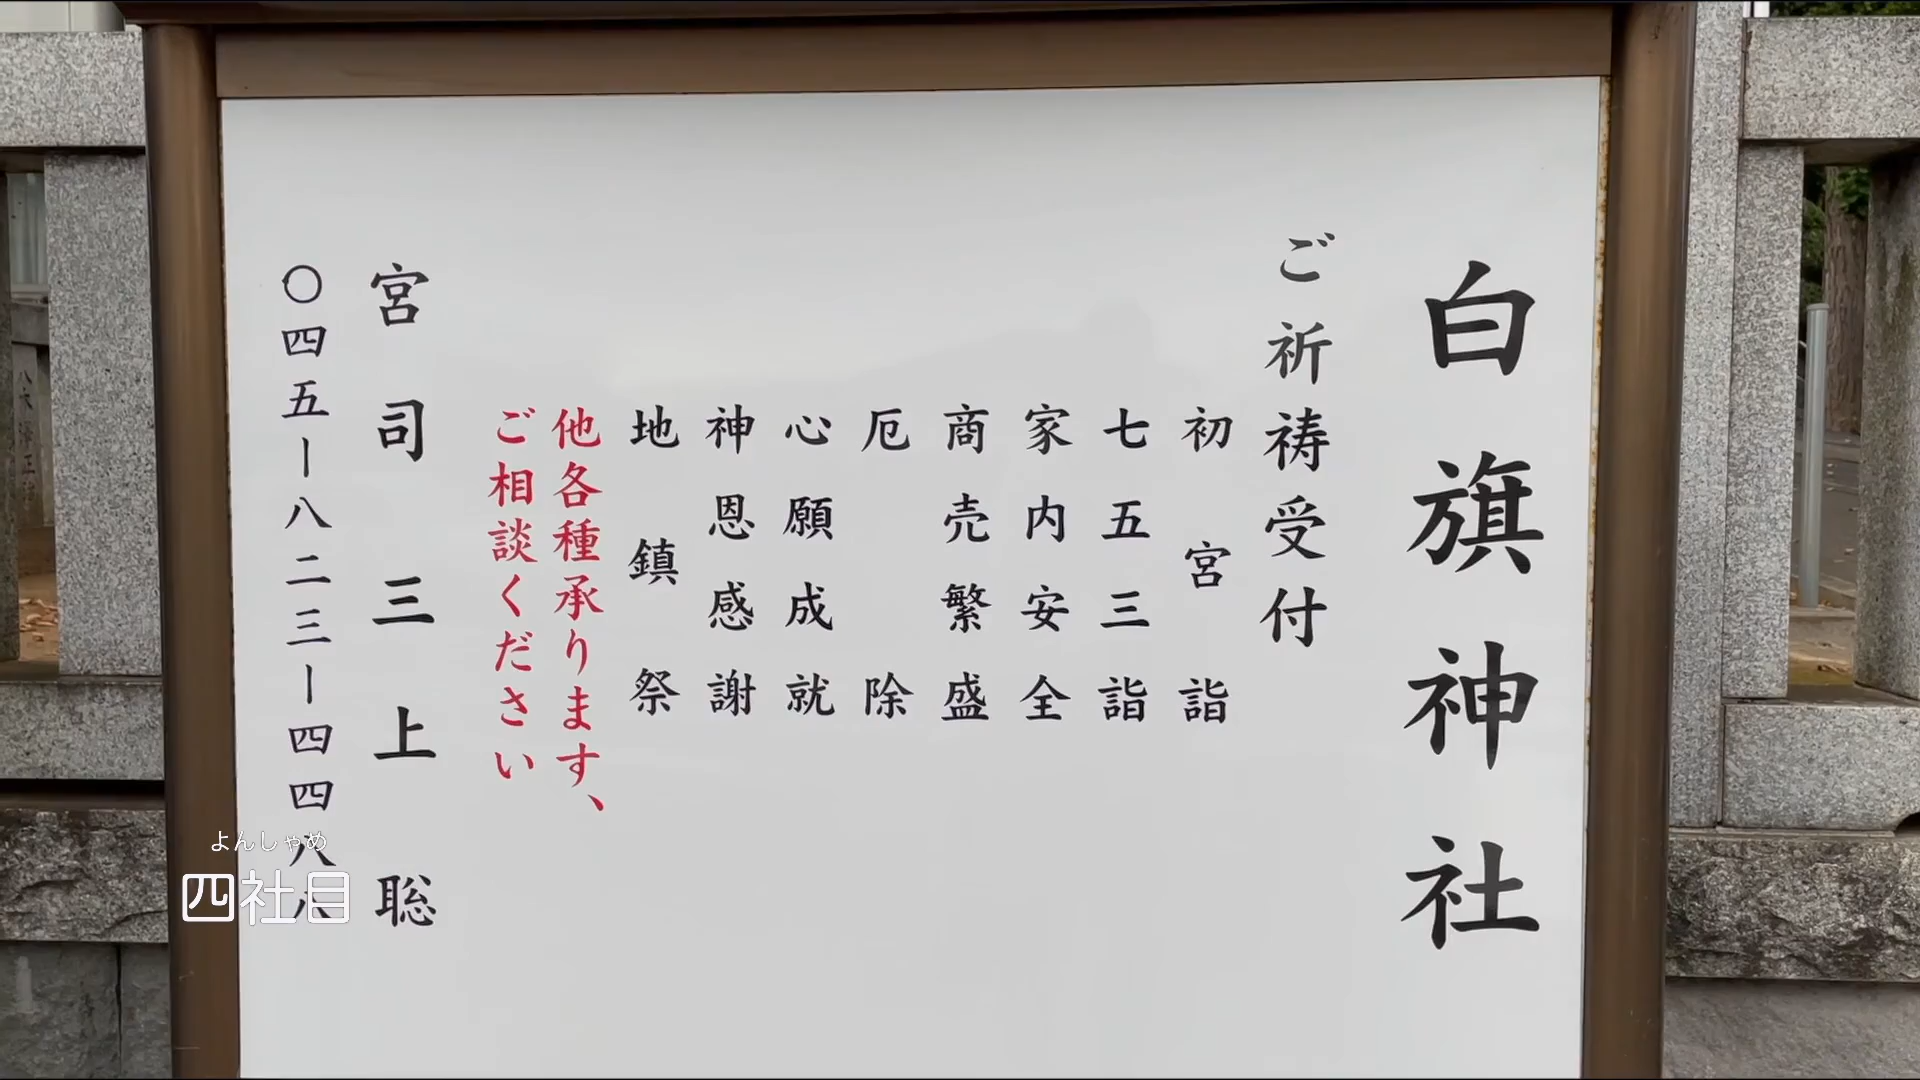 白旗神社
ご祈祷受付
初宮詣
七五三詣
家内安全
商売繁盛
厄除
心願成就
神恩感謝
地鎮祭
他各種承ります、
ご相談ください
宮司 三上 聡
〇四五ー八二三ー四四八八
よんしゃめ
四社目